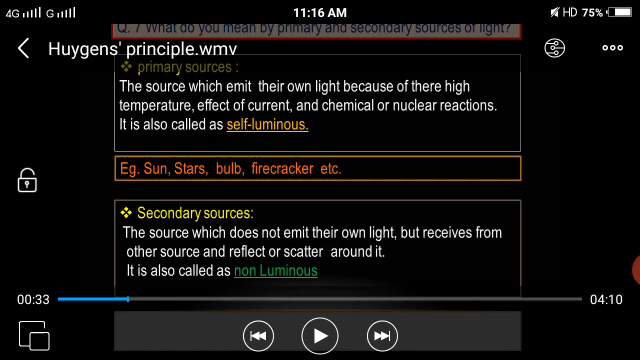 4G G 11:16 AM HD 75%
Q. 7 What do you mean by primary and secondary sources of light?
Huygens' principle.wmv
❖ primary sources :
The source which emit their own light because of there high
temperature, effect of current, and chemical or nuclear reactions.
It is also called as self-luminous.
Eg. Sun, Stars, bulb, firecracker etc.
❖ Secondary sources:
The source which does not emit their own light, but receives from
other source and reflect or scatter around it.
It is also called as non Luminous
00:33 04:10